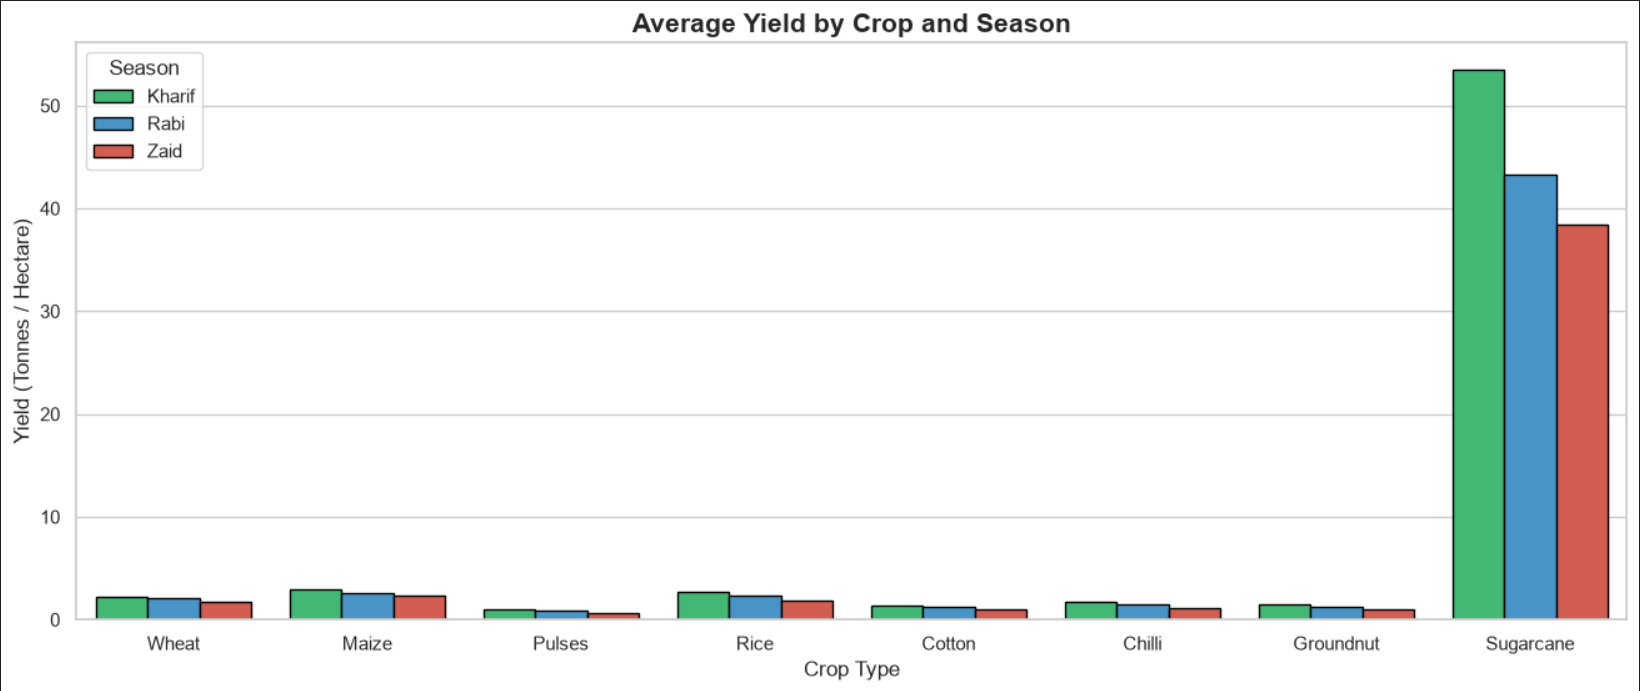 Average Yield by Crop and Season
Season
Kharif
Rabi
Zaid
Yield (Tonnes / Hectare)
50
40
30
20
10
0
Wheat Maize Pulses Rice Cotton Chilli Groundnut Sugarcane
Crop Type